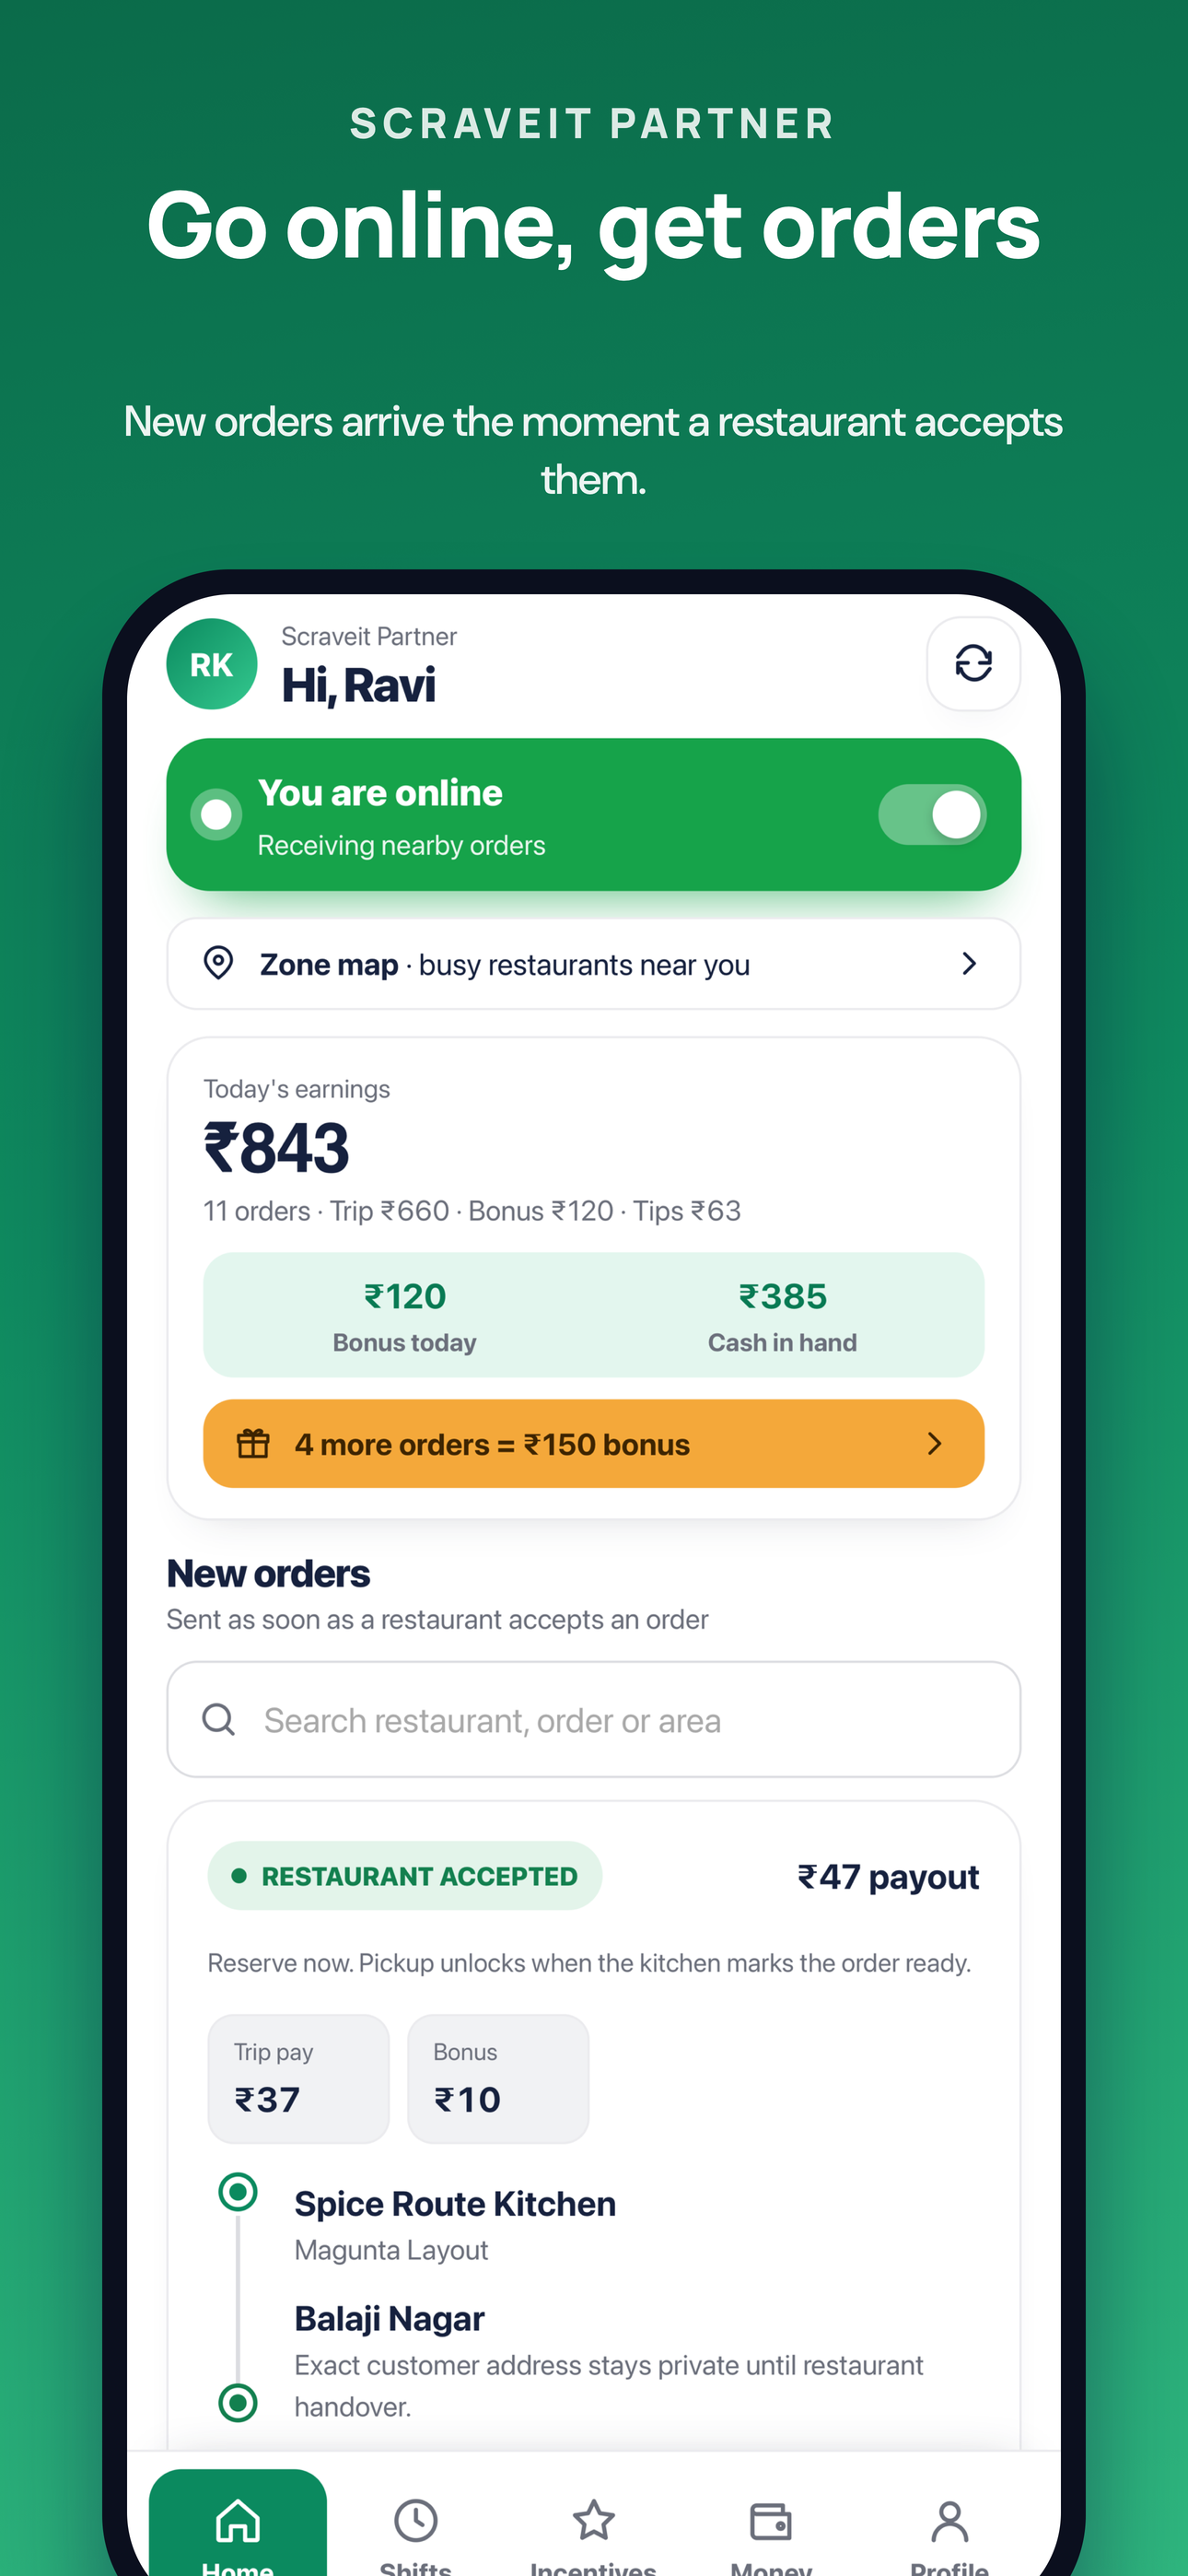 SCRAVEIT PARTNER
Go online, get orders
New orders arrive the moment a restaurant accepts
them.
RK
Scraveit Partner
Hi, Ravi
You are online
Receiving nearby orders
Zone map · busy restaurants near you
Today's earnings
₹843
11 orders · Trip ₹660 · Bonus ₹120 · Tips ₹63
₹120 ₹385
Bonus today Cash in hand
4 more orders = ₹150 bonus
New orders
Sent as soon as a restaurant accepts an order
Search restaurant, order or area
RESTAURANT ACCEPTED ₹47 payout
Reserve now. Pickup unlocks when the kitchen marks the order ready.
Trip pay Bonus
₹37 ₹10
Spice Route Kitchen
Magunta Layout
Balaji Nagar
Exact customer address stays private until restaurant
handover.
Home Shifts Incentives Money Profile